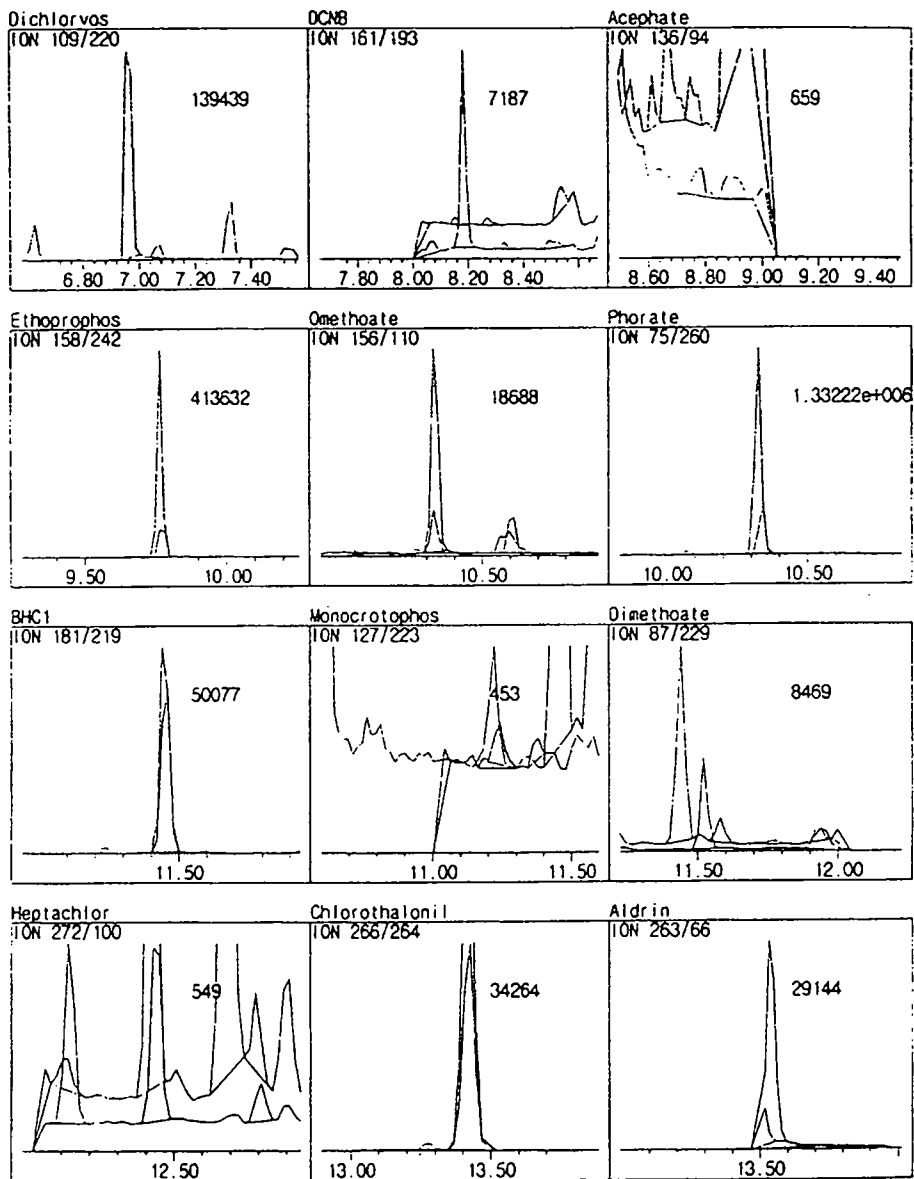 Dichlorvos
ION 109/220
139439
6.80 7.00 7.20 7.40
DCNB
ION 161/193
7187
7.80 8.00 8.20 8.40 8.60
Acephate
ION 136/94
659
8.60 8.80 9.00 9.20 9.40
Ethoprophos
ION 158/242
413632
9.50 10.00
Omethoate
ION 156/110
18688
10.50
Phorate
ION 75/260
1.33222e+006
10.00 10.50
BHC1
ION 181/219
50077
11.50
Monocrotophos
ION 127/223
453
11.00 11.50
Dimethoate
ION 87/229
8469
11.50 12.00
Heptachlor
ION 272/100
549
12.50
Chlorothalonil
ION 266/264
34264
13.00 13.50
Aldrin
ION 263/66
29144
13.50